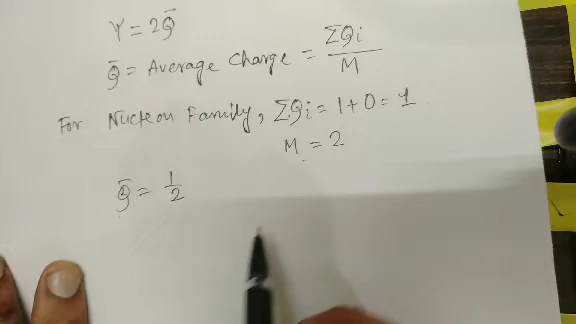 Y = 2Q̄
Q̄ = Average Charge = ΣQi / M
For Nucleon Family, ΣQi = 1 + 0 = 1
M = 2
Q̄ = 1/2